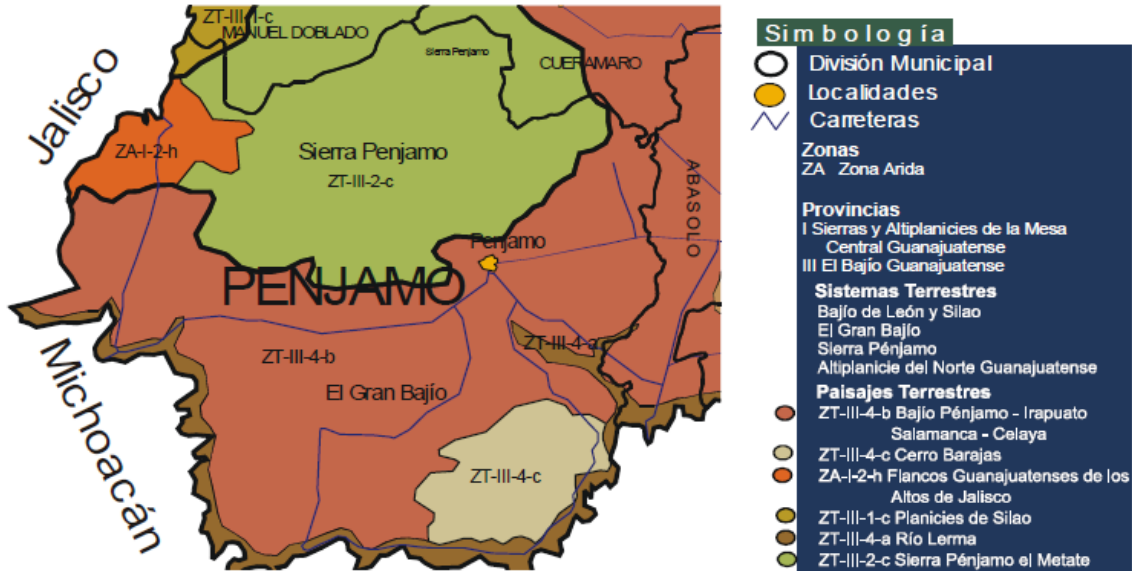 ZT-III-1-c
MANUEL DOBLADO
Sierra Penjamo
CUERAMARO
Jalisco
ZA-I-2-h
Sierra Penjamo
ZT-III-2-c
ABASOLO
Penjamo
PENJAMO
ZT-III-4-b
ZT-III-4-a
El Gran Bajío
Michoacán
ZT-III-4-c
Simbología
División Municipal
Localidades
Carreteras
Zonas
ZA Zona Arida
Provincias
I Sierras y Altiplanicies de la Mesa
Central Guanajuatense
III El Bajío Guanajuatense
Sistemas Terrestres
Bajío de León y Silao
El Gran Bajío
Sierra Pénjamo
Altiplanicie del Norte Guanajuatense
Paisajes Terrestres
ZT-III-4-b Bajío Pénjamo - Irapuato
Salamanca - Celaya
ZT-III-4-c Cerro Barajas
ZA-I-2-h Flancos Guanajuatenses de los
Altos de Jalisco
ZT-III-1-c Planicies de Silao
ZT-III-4-a Río Lerma
ZT-III-2-c Sierra Pénjamo el Metate